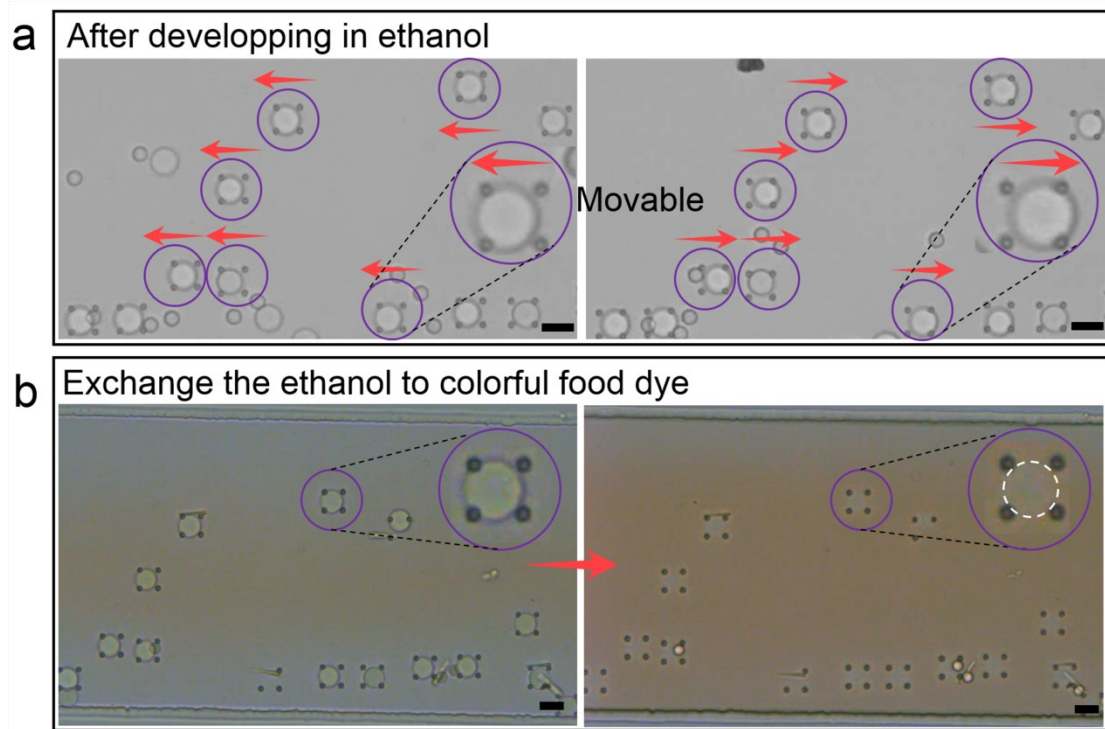 a
After developping in ethanol
Movable
b
Exchange the ethanol to colorful food dye